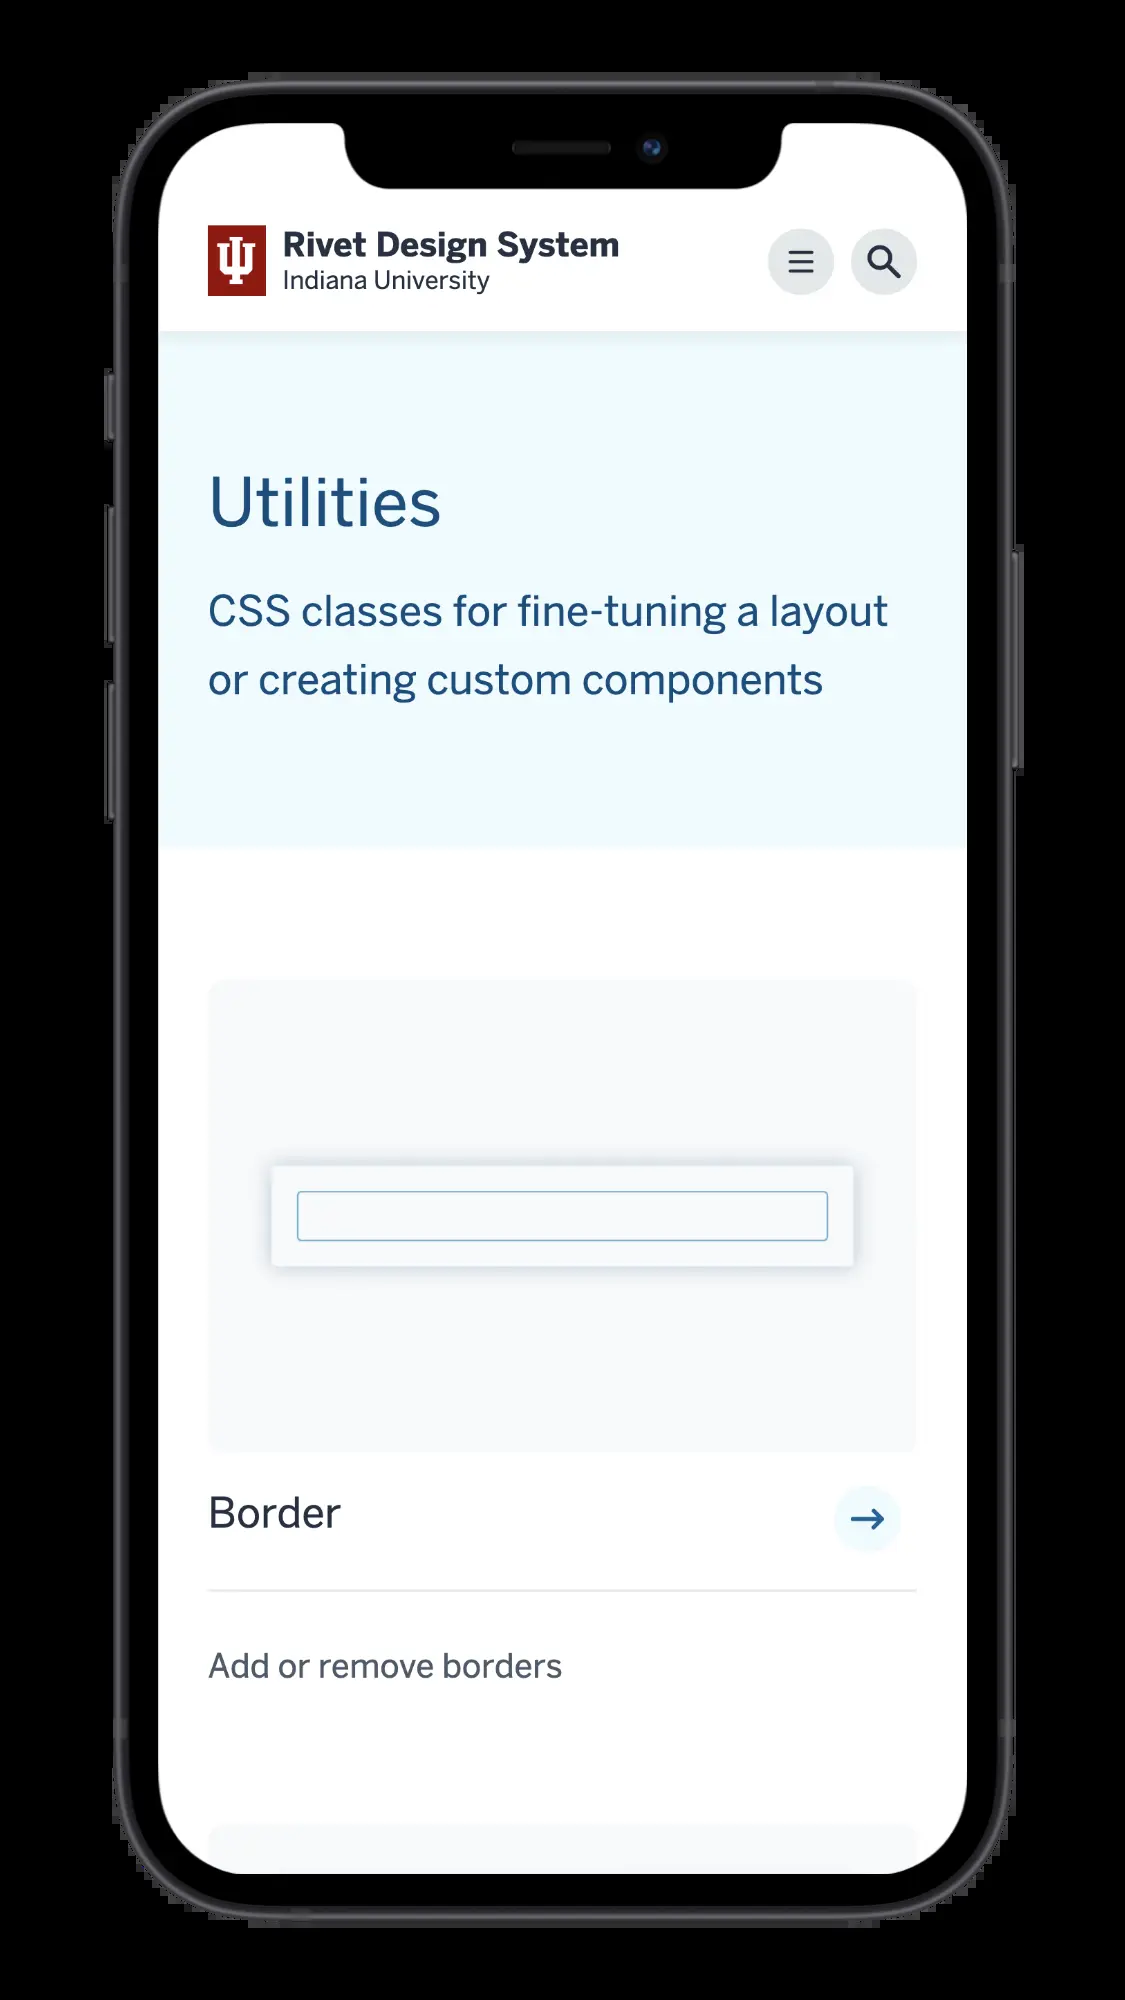 Rivet Design System
Indiana University
Utilities
CSS classes for fine-tuning a layout
or creating custom components
Border
Add or remove borders